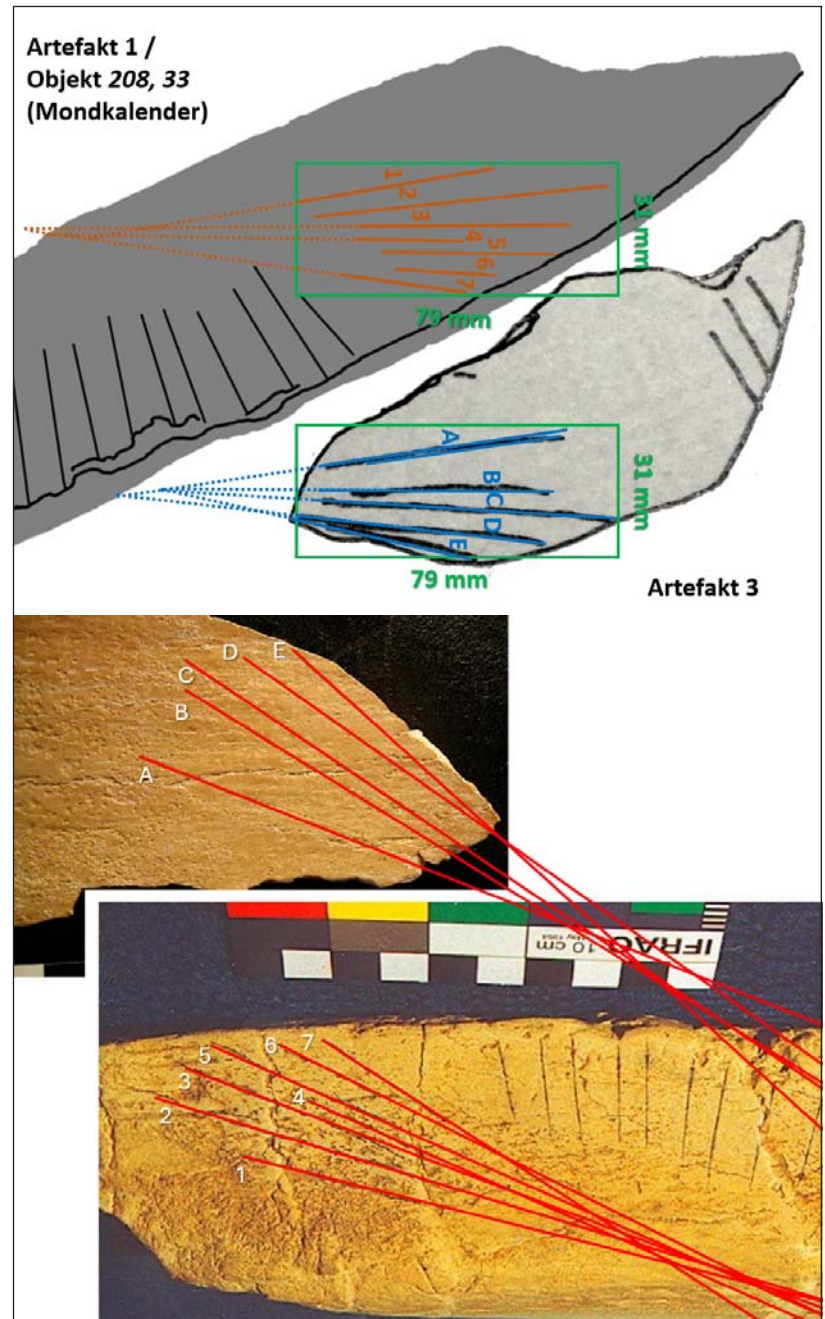 Artefakt 1 /
Objekt 208, 33
(Mondkalender)
1
2
3
4
5
6
7
31 mm
79 mm
A
B
C
D
E
31 mm
79 mm
Artefakt 3
E
D
C
B
A
IFRAO
10 cm
7
6
5
4
3
2
1